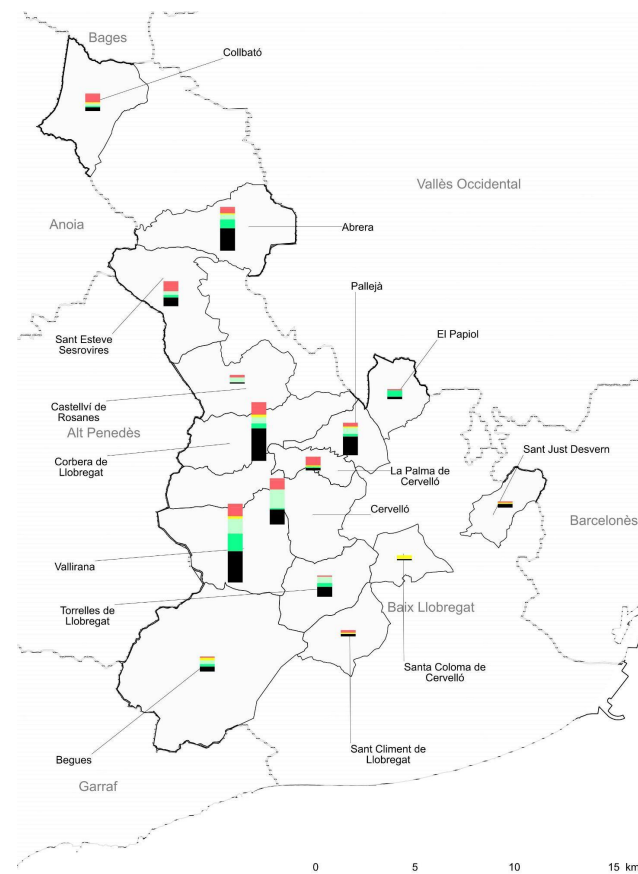 Bages
Collbató
Vallès Occidental
Anoia
Abrera
Pallejà
El Papiol
Sant Esteve
Sesrovires
Castellví de
Rosanes
Alt Penedès
Corbera de
Llobregat
Sant Just Desvern
La Palma de
Cervelló
Cervelló
Barcelonès
Vallirana
Torrelles de
Llobregat
Baix Llobregat
Santa Coloma de
Cervelló
Sant Climent de
Llobregat
Begues
Garraf
0 5 10 15 km